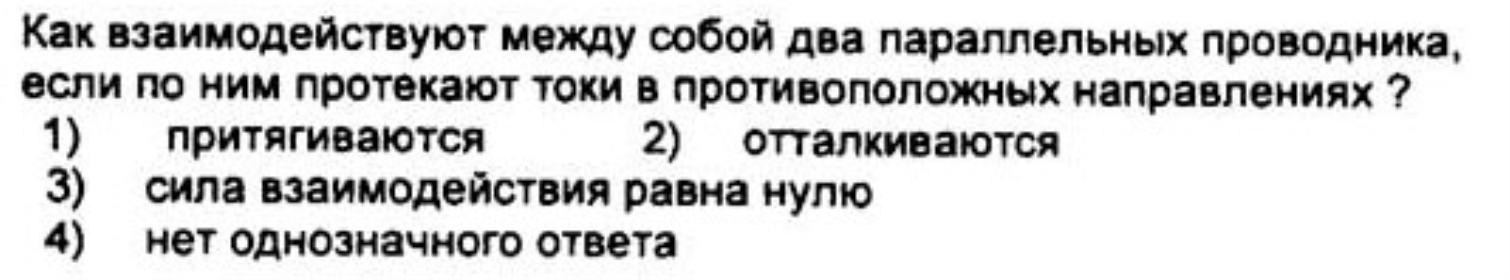 Как взаимодействуют между собой два параллельных проводника,
если по ним протекают токи в противоположных направлениях ?
1) притягиваются 2) отталкиваются
3) сила взаимодействия равна нулю
4) нет однозначного ответа